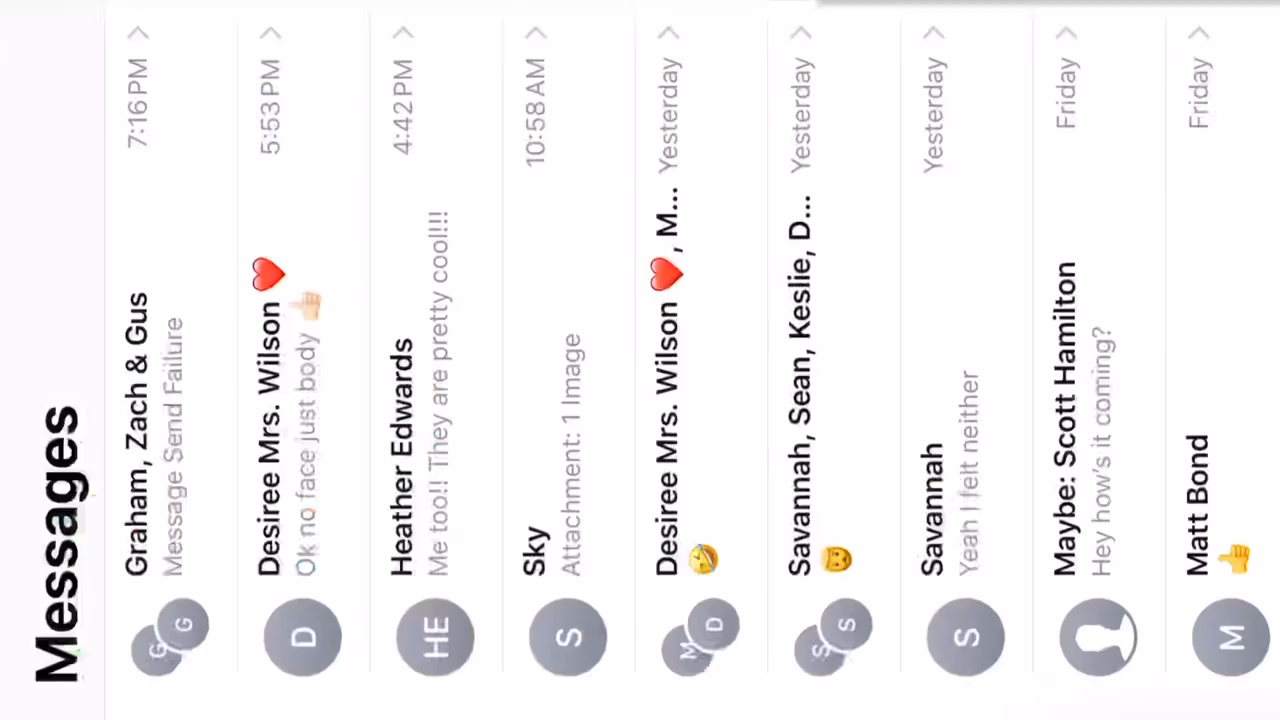 Messages
Graham, Zach & Gus
7:16 PM
Message Send Failure
G
G
Desiree Mrs. Wilson ❤️
5:53 PM
Ok no face just body 👍🏻
D
Heather Edwards
4:42 PM
Me too!! They are pretty cool!!!
HE
Sky
10:58 AM
Attachment: 1 Image
S
Desiree Mrs. Wilson ❤️, M...
Yesterday
🤣
M
D
Savannah, Sean, Keslie, D...
Yesterday
S
S
Savannah
Yesterday
Yeah I felt neither
S
Maybe: Scott Hamilton
Friday
Hey how's it coming?
Matt Bond
Friday
👍
M